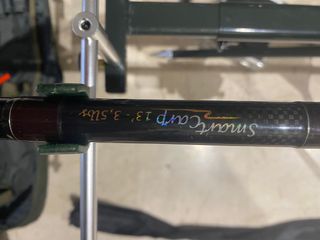 smart carp 13' - 3,5lbs